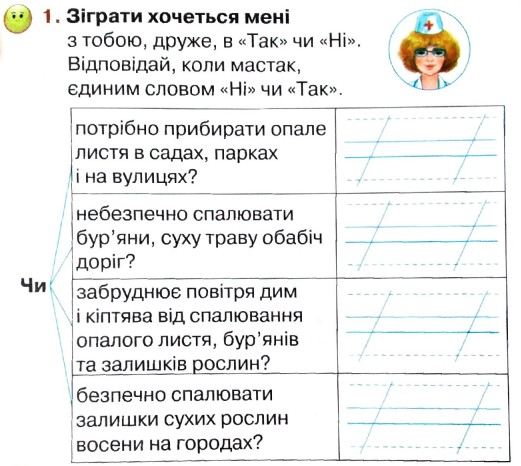 1. Зіграти хочеться мені
з тобою, друже, в «Так» чи «Ні».
Відповідай, коли мастак,
єдиним словом «Ні» чи «Так».
Чи
потрібно прибирати опале
листя в садах, парках
і на вулицях?
небезпечно спалювати
бур’яни, суху траву обабіч
доріг?
забруднює повітря дим
і кіптява від спалювання
опалого листя, бур’янів
та залишків рослин?
безпечно спалювати
залишки сухих рослин
восени на городах?